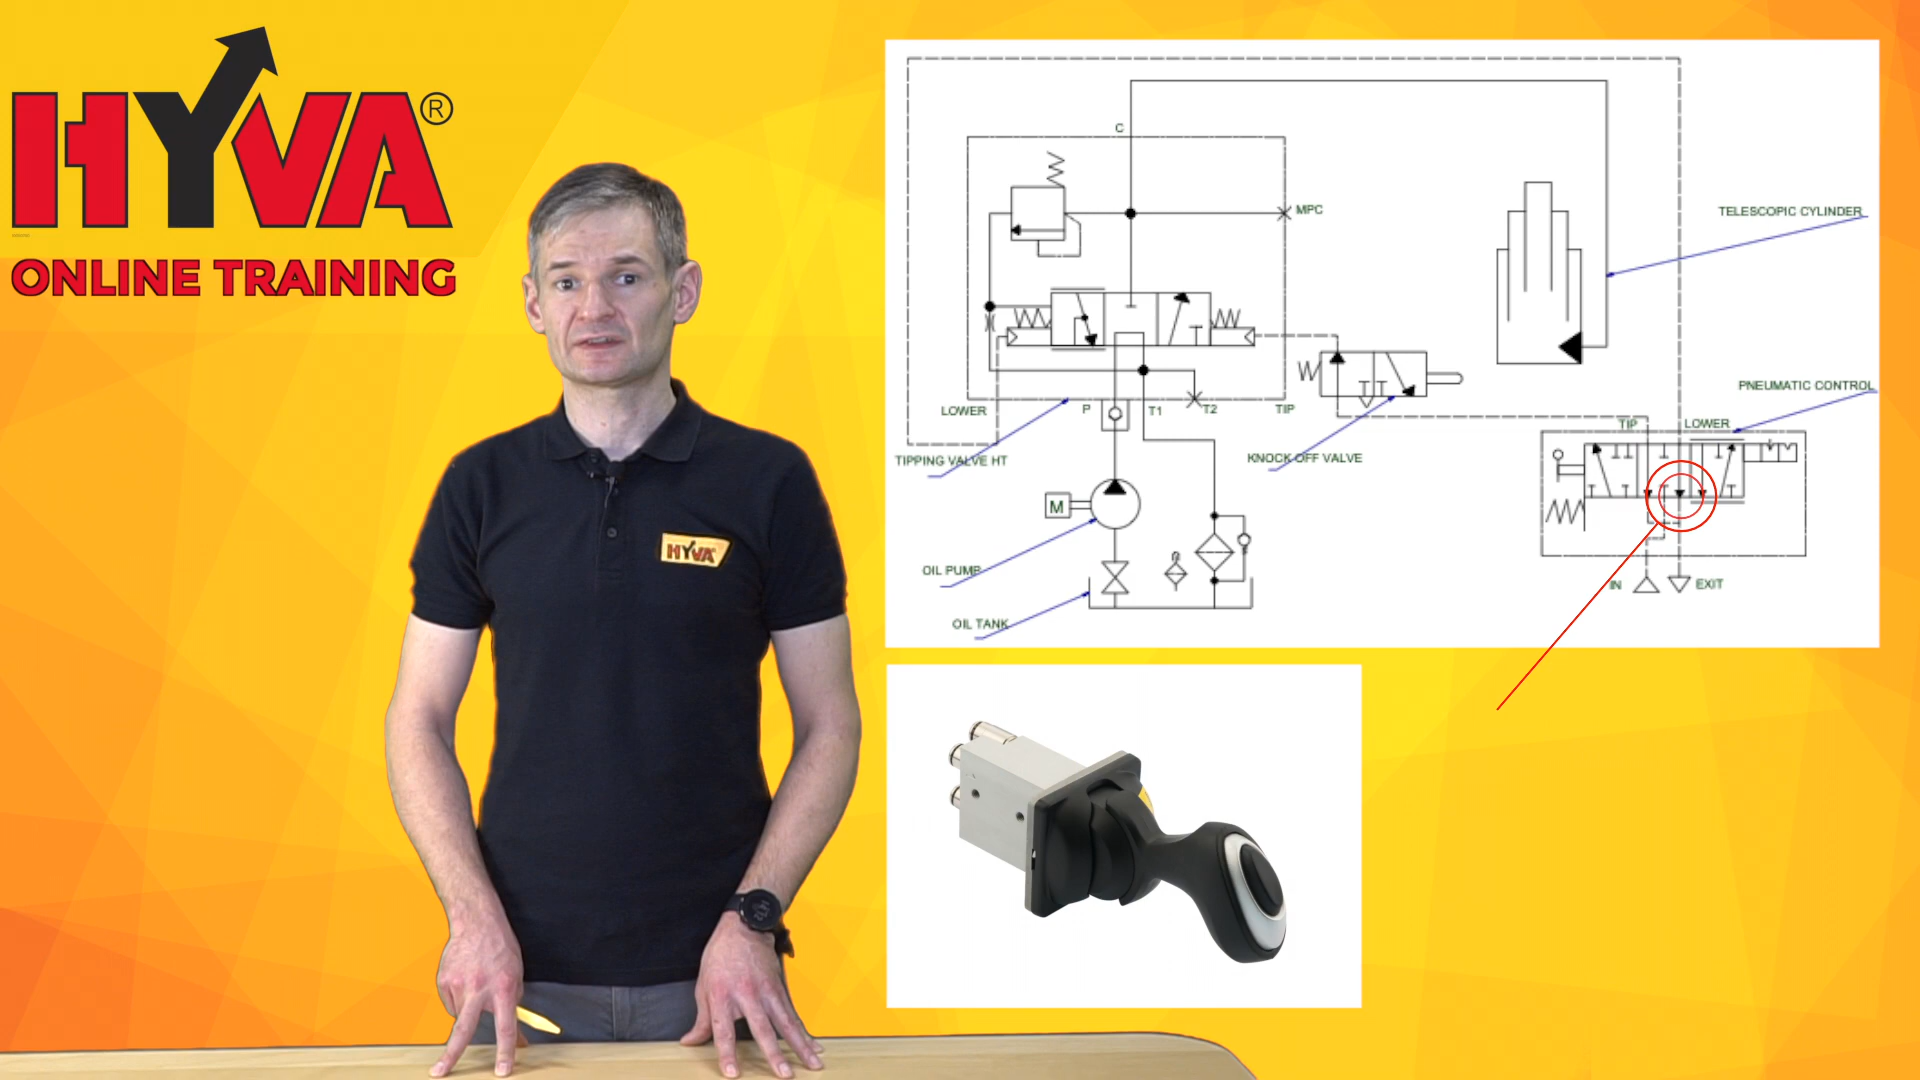 HYVA®
ONLINE TRAINING
HYVA
C
MPC
TELESCOPIC CYLINDER
PNEUMATIC CONTROL
LOWER
P
T1
T2
TIP
TIP
LOWER
TIPPING VALVE HT
KNOCK OFF VALVE
M
OIL PUMP
IN
EXIT
OIL TANK